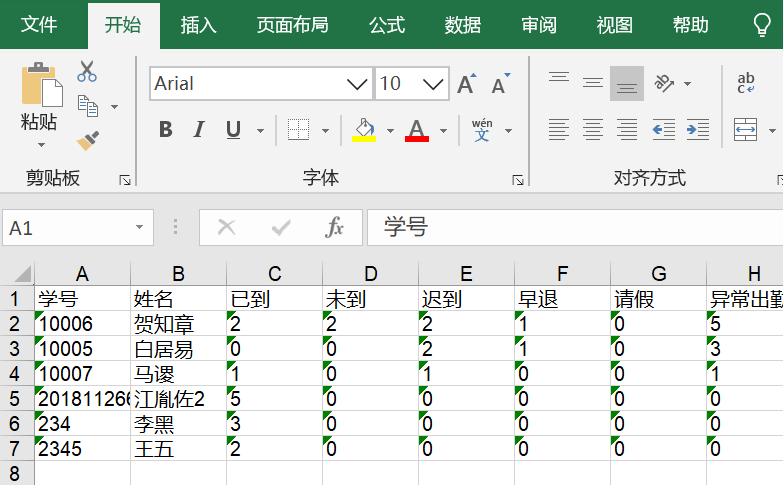 文件 开始 插入 页面布局 公式 数据 审阅 视图 帮助
Arial 10 A A ab c
粘贴 B I U A wén 文
剪贴板 字体 对齐方式
A1 fx 学号
A B C D E F G H
1 学号 姓名 已到 未到 迟到 早退 请假 异常出勤
2 10006 贺知章 2 2 2 1 0 5
3 10005 白居易 0 0 2 1 0 3
4 10007 马谡 1 0 1 0 0 1
5 201811266 江胤佐2 5 0 0 0 0 0
6 234 李黑 3 0 0 0 0 0
7 2345 王五 2 0 0 0 0 0
8